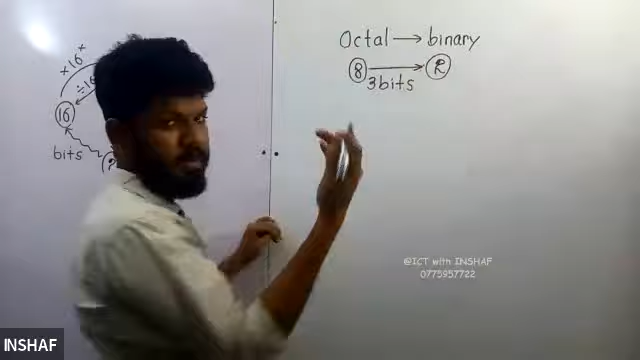 ×16ˣ
÷16
16
bits
Octal → binary
8 → 2
3bits
@ICT with INSHAF
0775957722
INSHAF